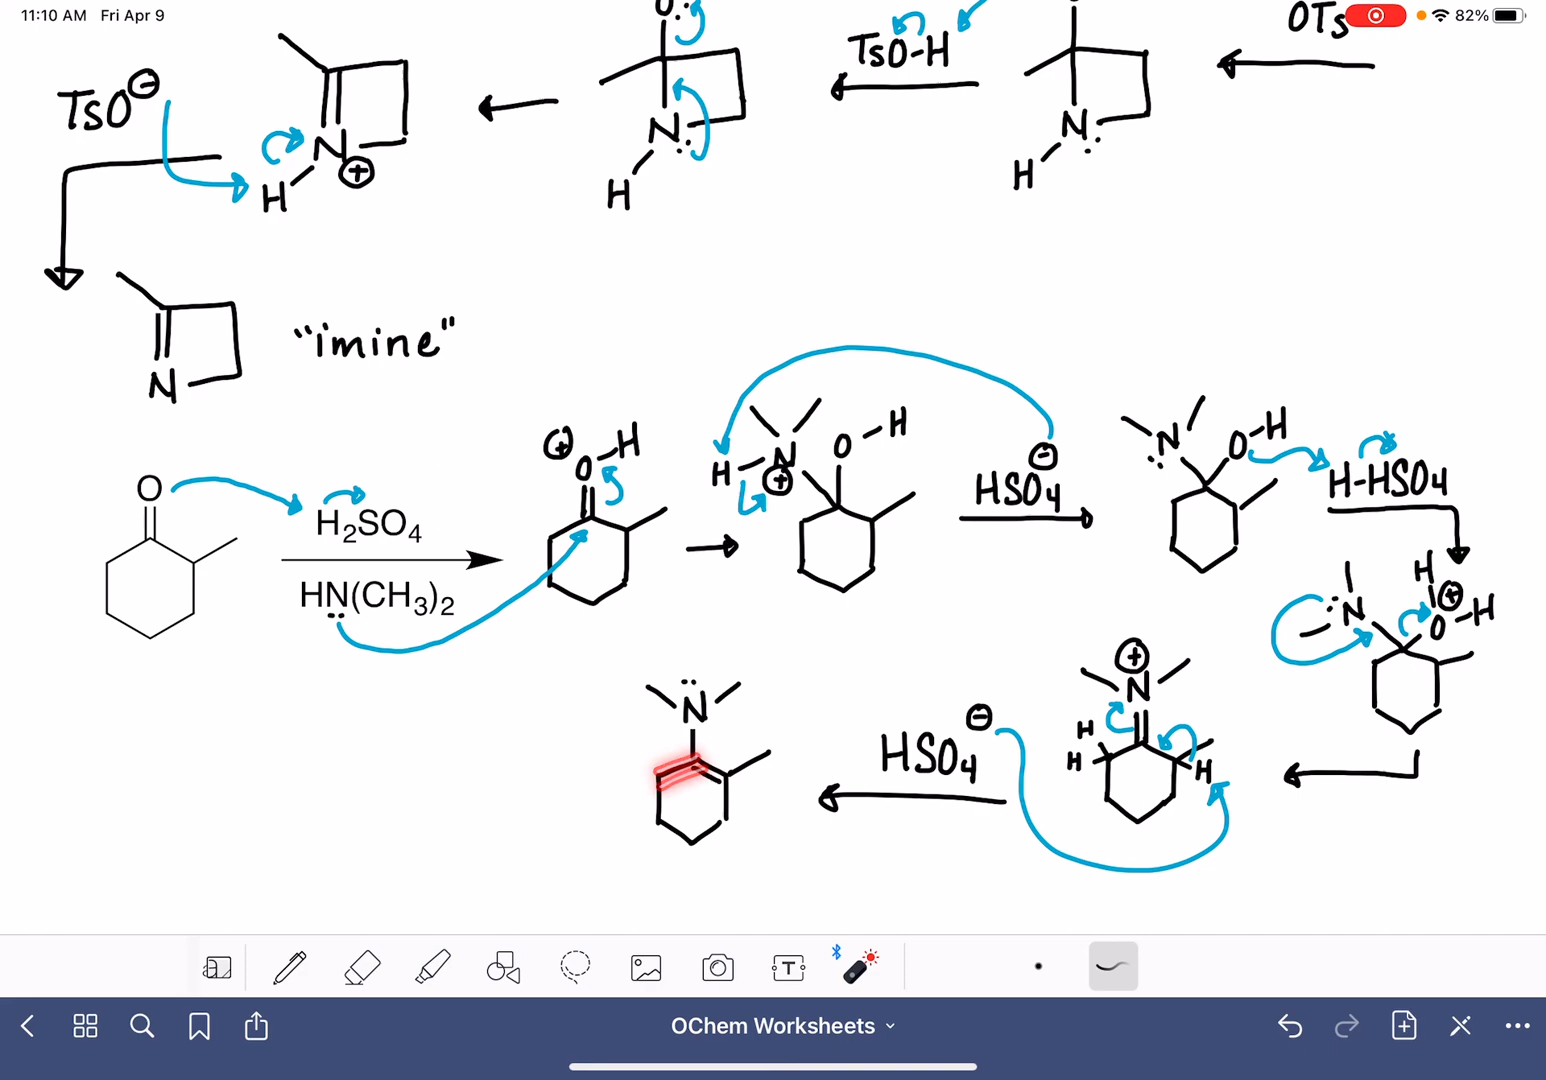 11:10 AM Fri Apr 9
82%
O:
TsO-H
OTs
TsO⊖
N
⊕
H
N
H
N
H
N
"imine"
O
H₂SO₄
HN(CH₃)₂
⊕
O-H
H-N
⊕
O-H
⊖
HSO₄
N
O-H
H-HSO₄
H
⊕
O-H
N
⊕
N
H
H
H
⊖
HSO₄
N
T
OChem Worksheets